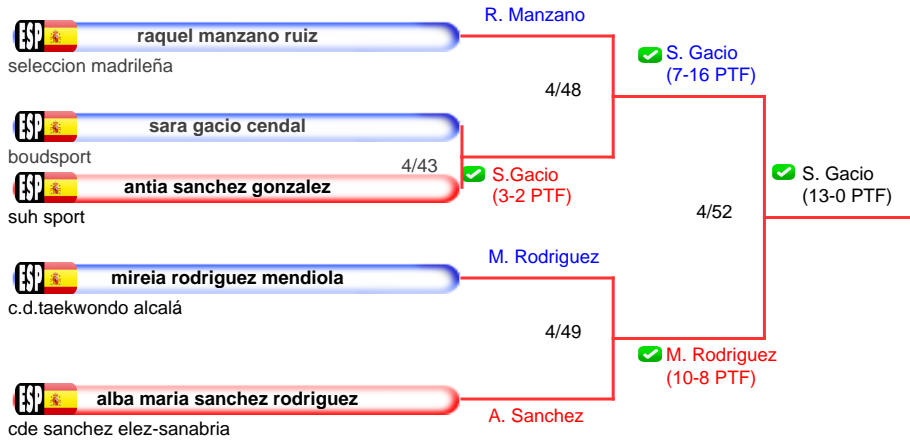 R. Manzano
ESP raquel manzano ruiz
seleccion madrileña
S. Gacio
(7-16 PTF)
4/48
ESP sara gacio cendal
boudsport
4/43
S.Gacio
(3-2 PTF)
ESP antia sanchez gonzalez
suh sport
S. Gacio
(13-0 PTF)
4/52
M. Rodriguez
ESP mireia rodriguez mendiola
c.d.taekwondo alcalá
4/49
M. Rodriguez
(10-8 PTF)
ESP alba maria sanchez rodriguez
A. Sanchez
cde sanchez elez-sanabria